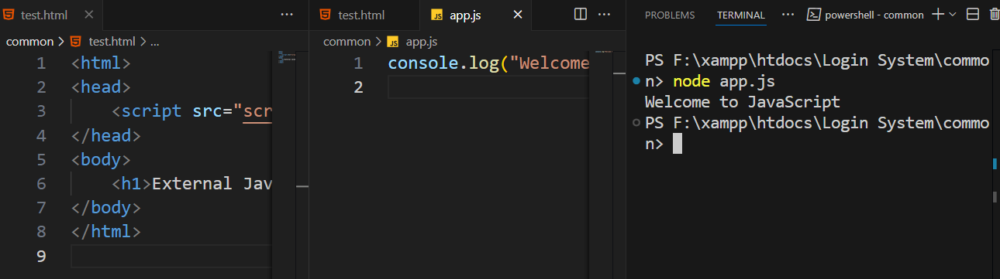 test.html
common > test.html > ...
1 <html>
2 <head>
3 <script src="scr
4 </head>
5 <body>
6 <h1>External Jav
7 </body>
8 </html>
9
test.html app.js
common > JS app.js
1 console.log("Welcome
2
PROBLEMS TERMINAL powershell - common
PS F:\xampp\htdocs\Login System\commo
n> node app.js
Welcome to JavaScript
PS F:\xampp\htdocs\Login System\commo
n>